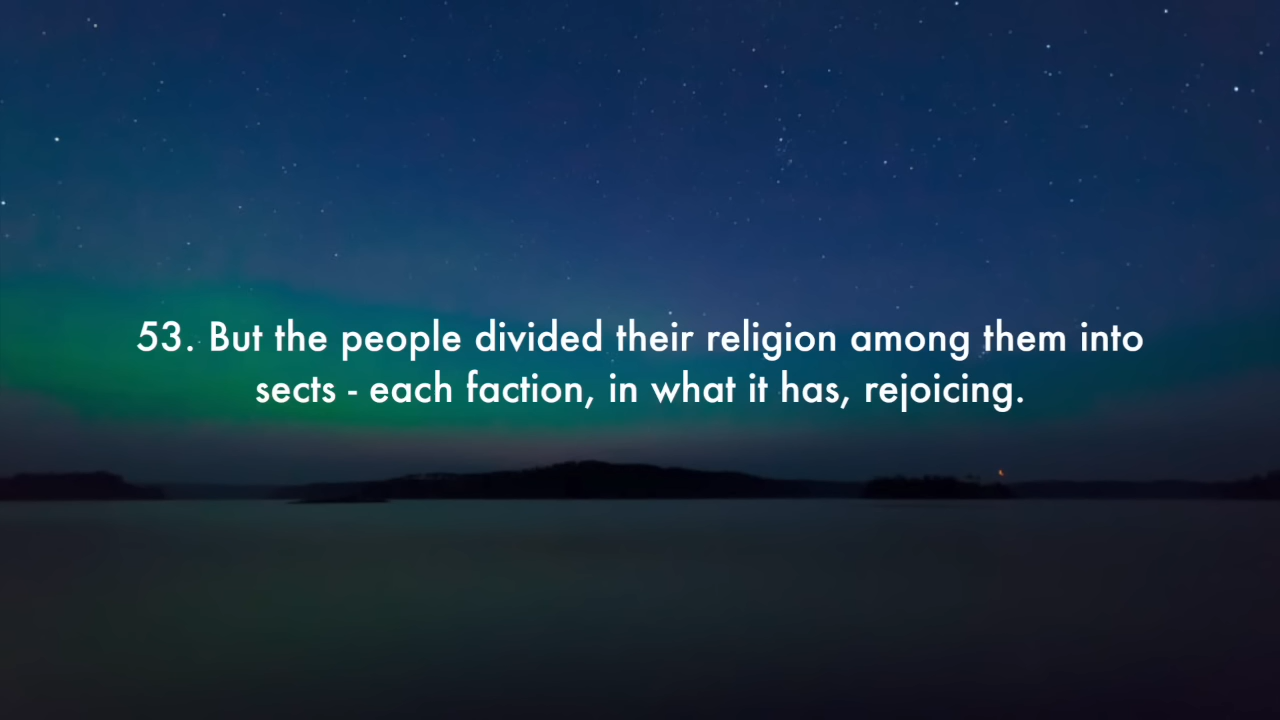 53. But the people divided their religion among them into
sects - each faction, in what it has, rejoicing.